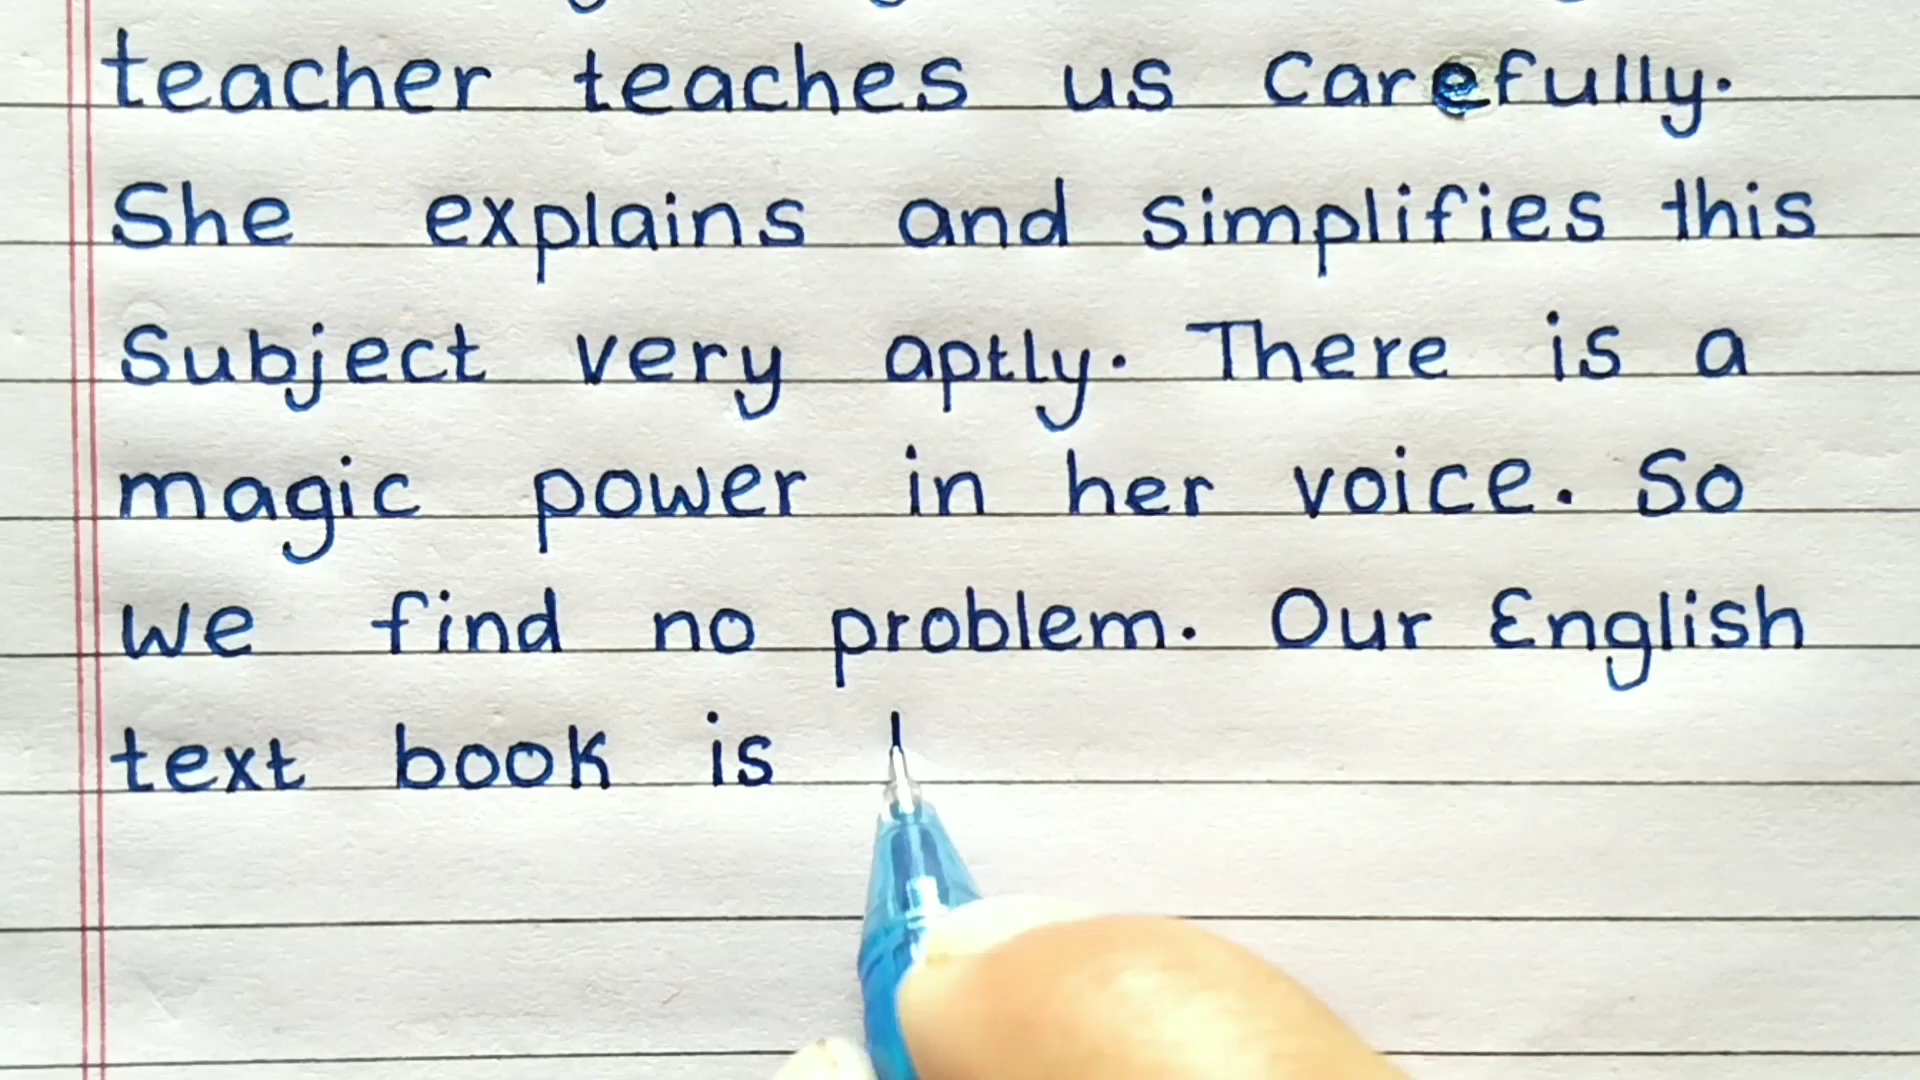 teacher teaches us carefully.
She explains and simplifies this
Subject very aptly. There is a
magic power in her voice. So
we find no problem. Our English
text book is